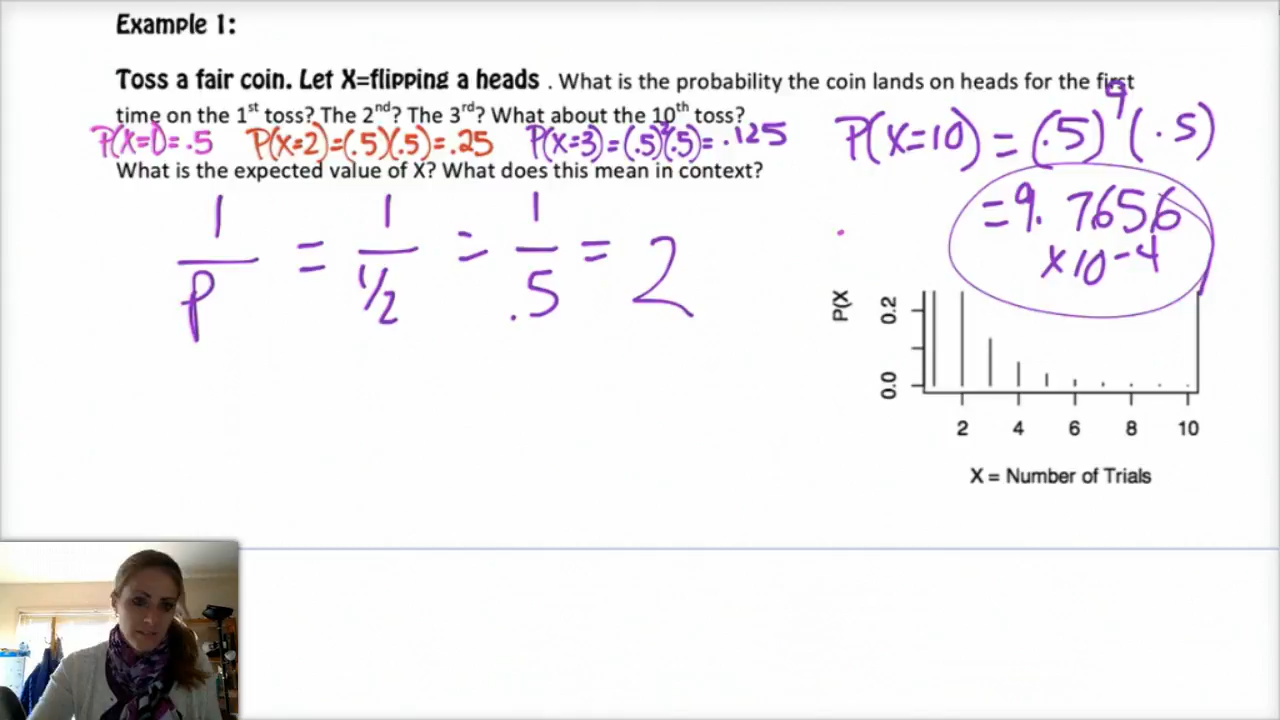 Example 1:
Toss a fair coin. Let X=flipping a heads . What is the probability the coin lands on heads for the first
time on the 1st toss? The 2nd? The 3rd? What about the 10th toss?
P(X=1)= .5 P(X=2)=(.5)(.5)= .25 P(X=3)=(.5)²(.5)= .125
P(X=10) = (.5)⁹(.5)
= 9.7656
x10-4
What is the expected value of X? What does this mean in context?
1/P = 1/1/2 = 1/.5 = 2
P(X
0.2
0.0
2 4 6 8 10
X = Number of Trials